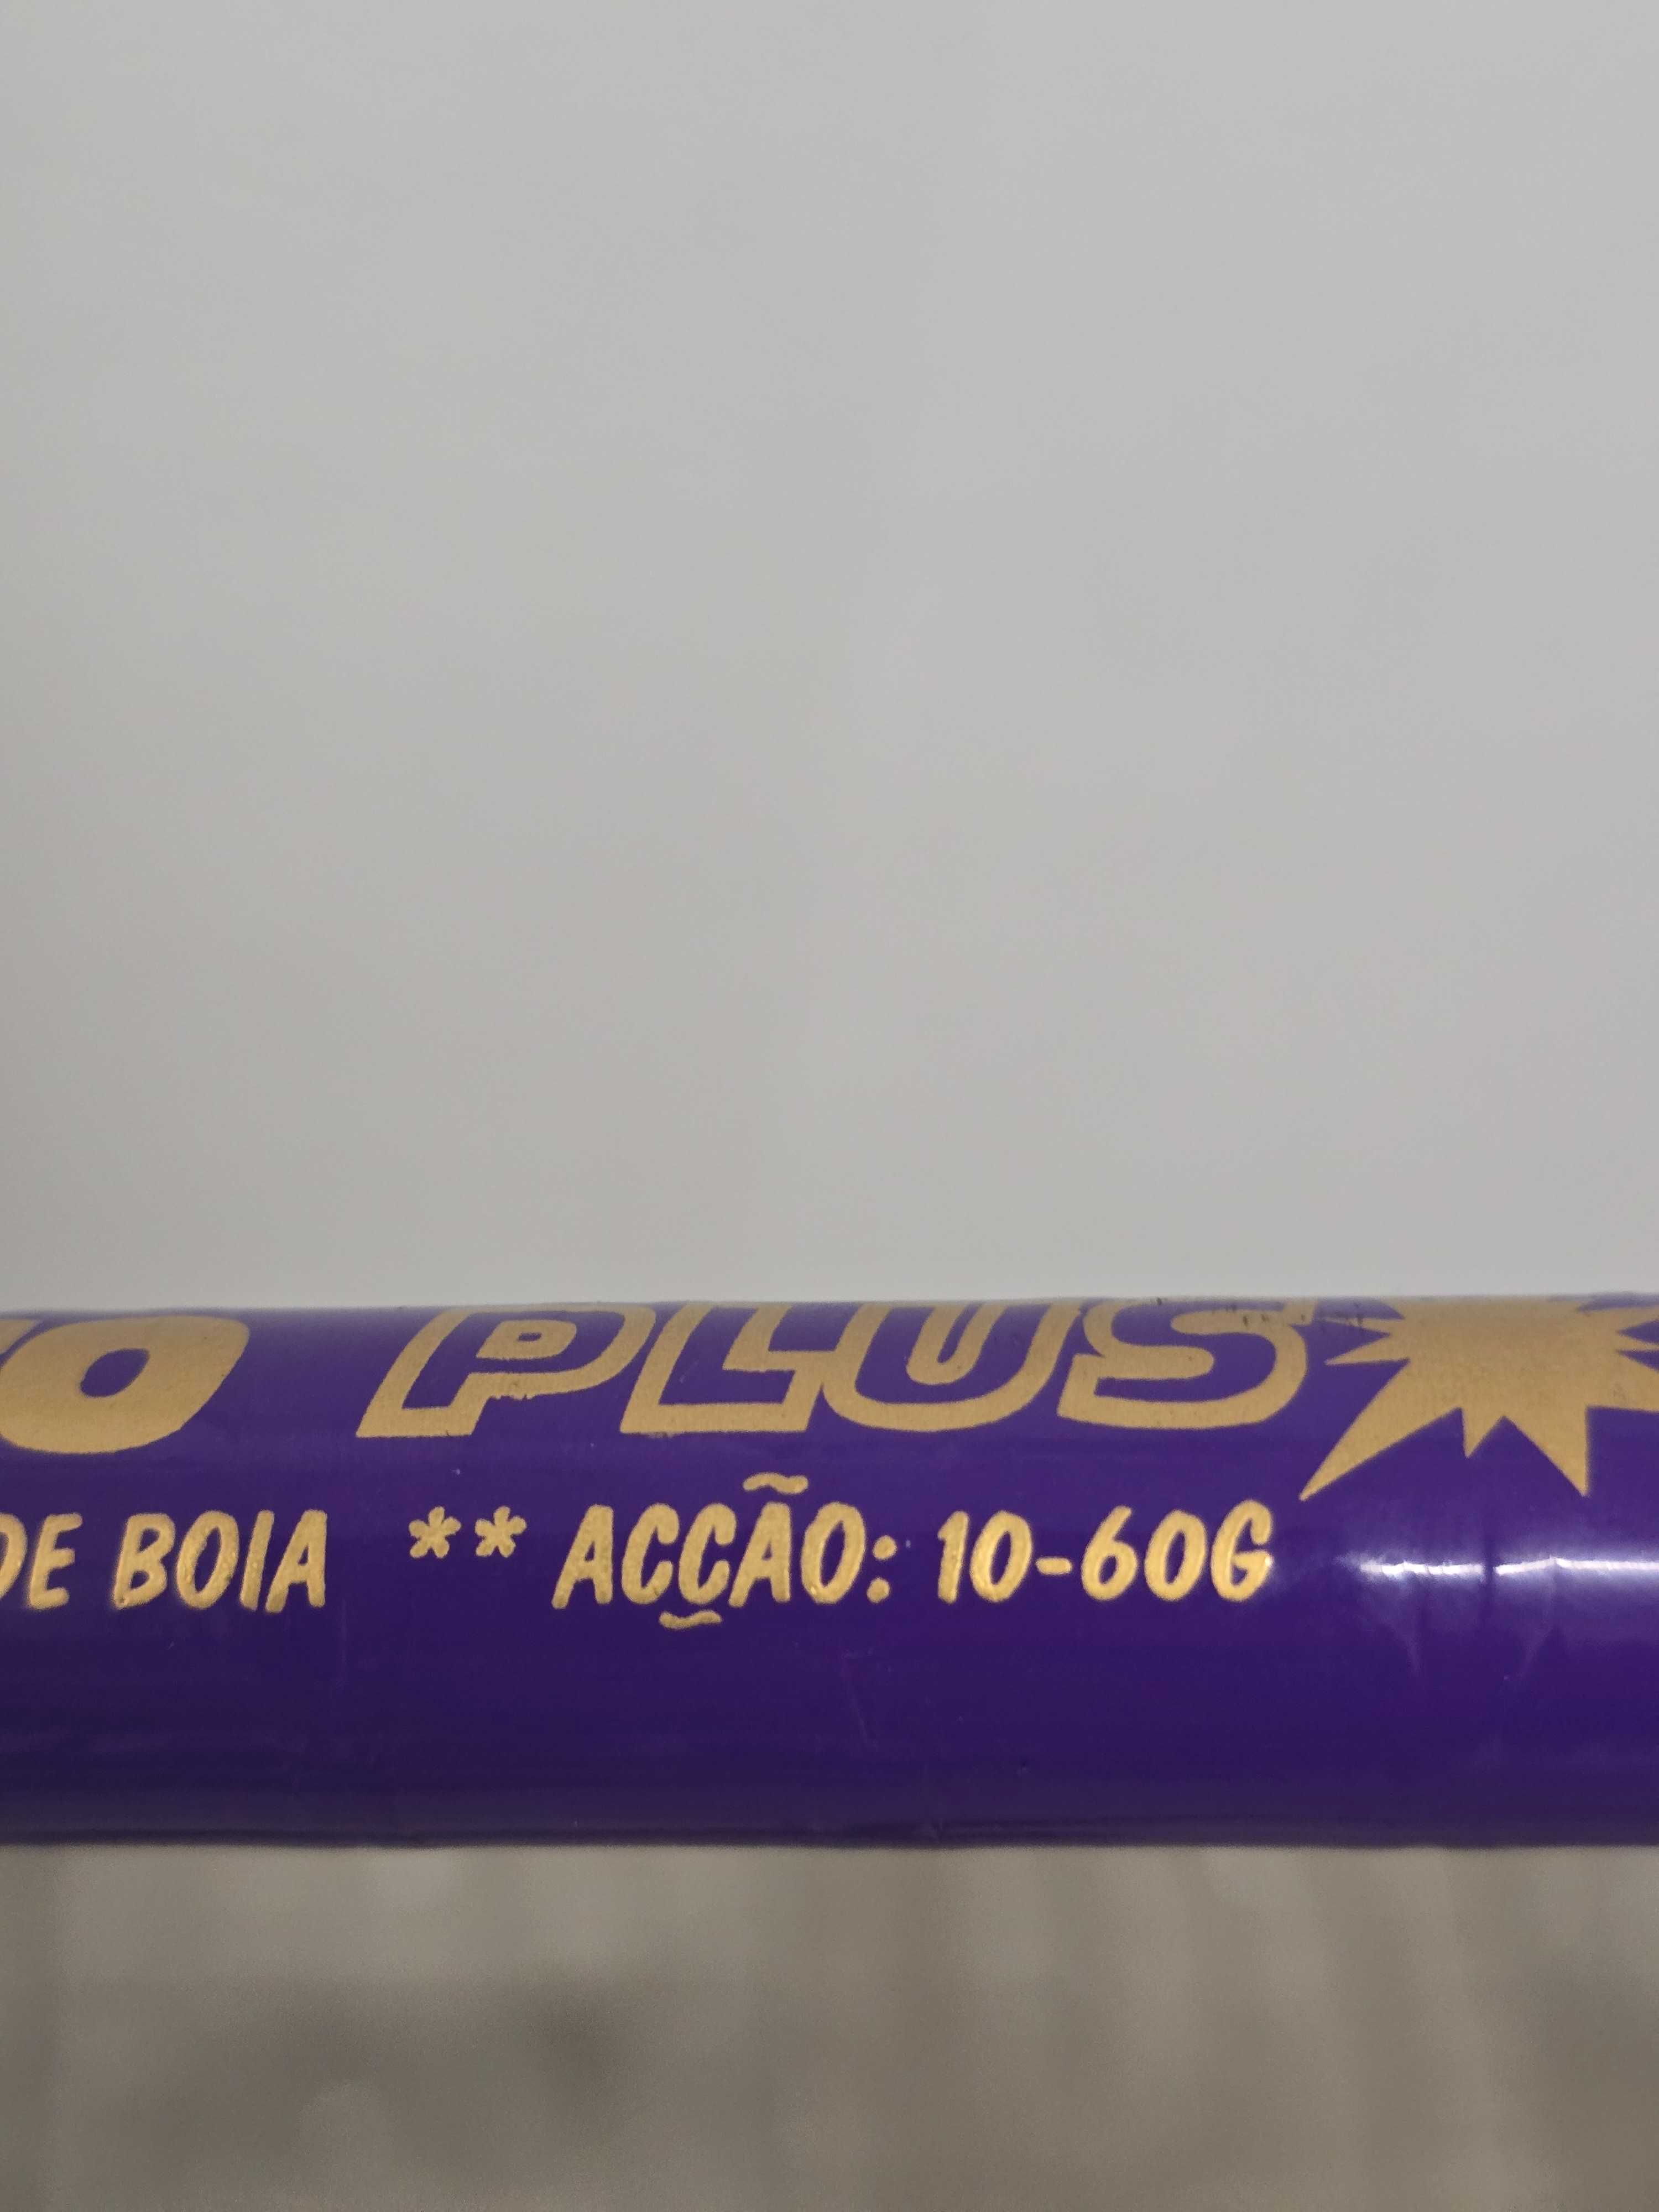 PLUS
DE BOIA ** ACÇÃO: 10-60G